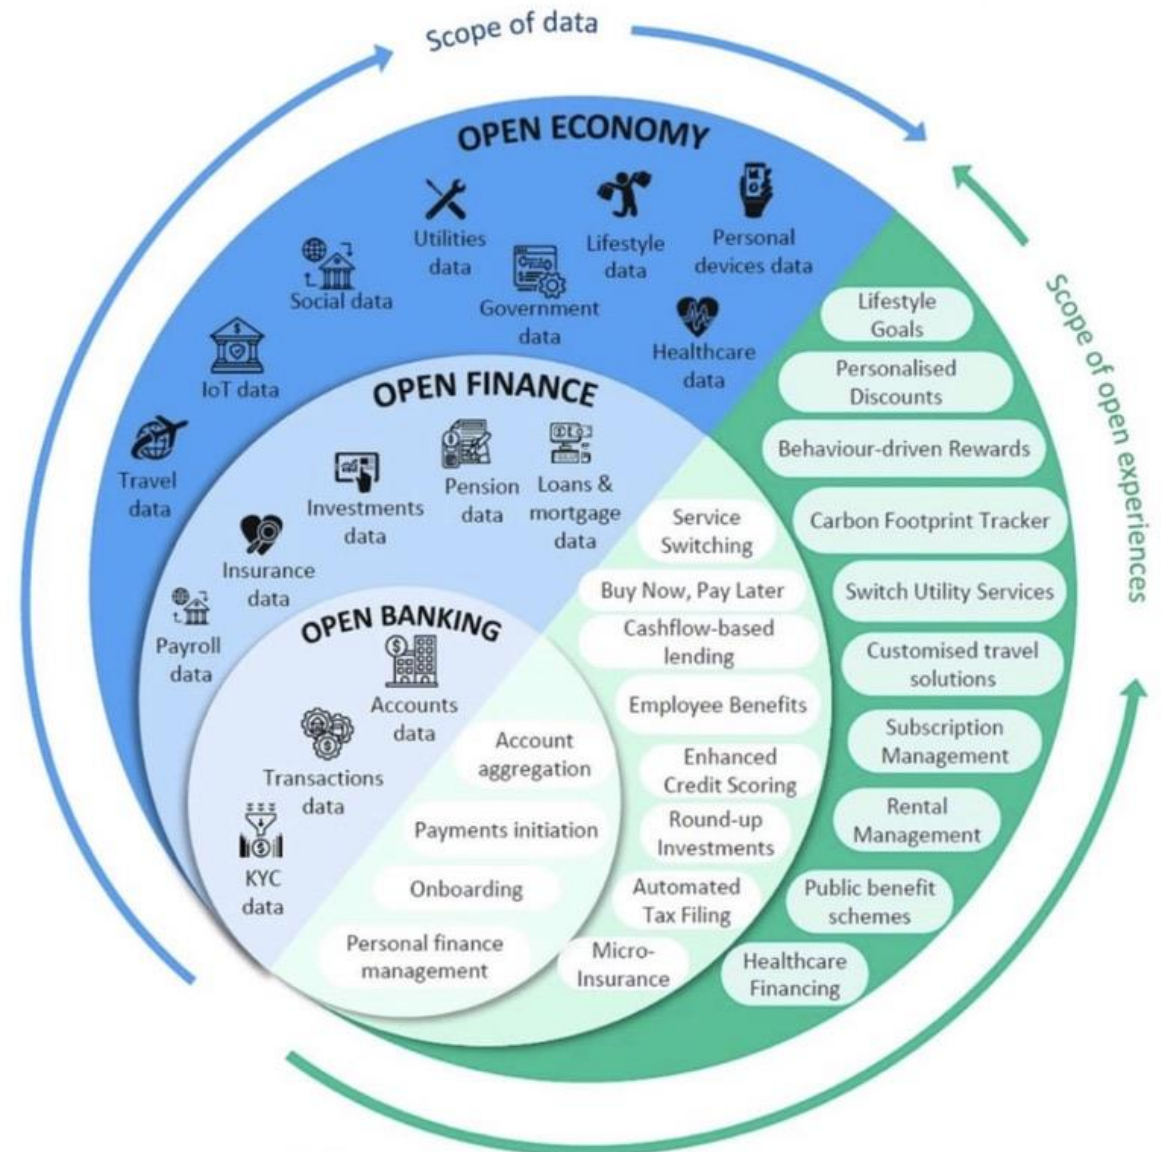 Scope of data
OPEN ECONOMY
Utilities
data
Lifestyle
data
Personal
devices data
Social data
Government
data
Healthcare
data
IoT data
Travel
data
OPEN FINANCE
Pension
data
Loans &
mortgage
data
Investments
data
Insurance
data
Payroll
data
OPEN BANKING
Accounts
data
Transactions
data
KYC
data
Scope of open experiences
Lifestyle
Goals
Personalised
Discounts
Behaviour-driven Rewards
Carbon Footprint Tracker
Switch Utility Services
Customised travel
solutions
Subscription
Management
Rental
Management
Public benefit
schemes
Healthcare
Financing
Service
Switching
Buy Now, Pay Later
Cashflow-based
lending
Employee Benefits
Enhanced
Credit Scoring
Round-up
Investments
Automated
Tax Filing
Micro-
Insurance
Account
aggregation
Payments initiation
Onboarding
Personal finance
management